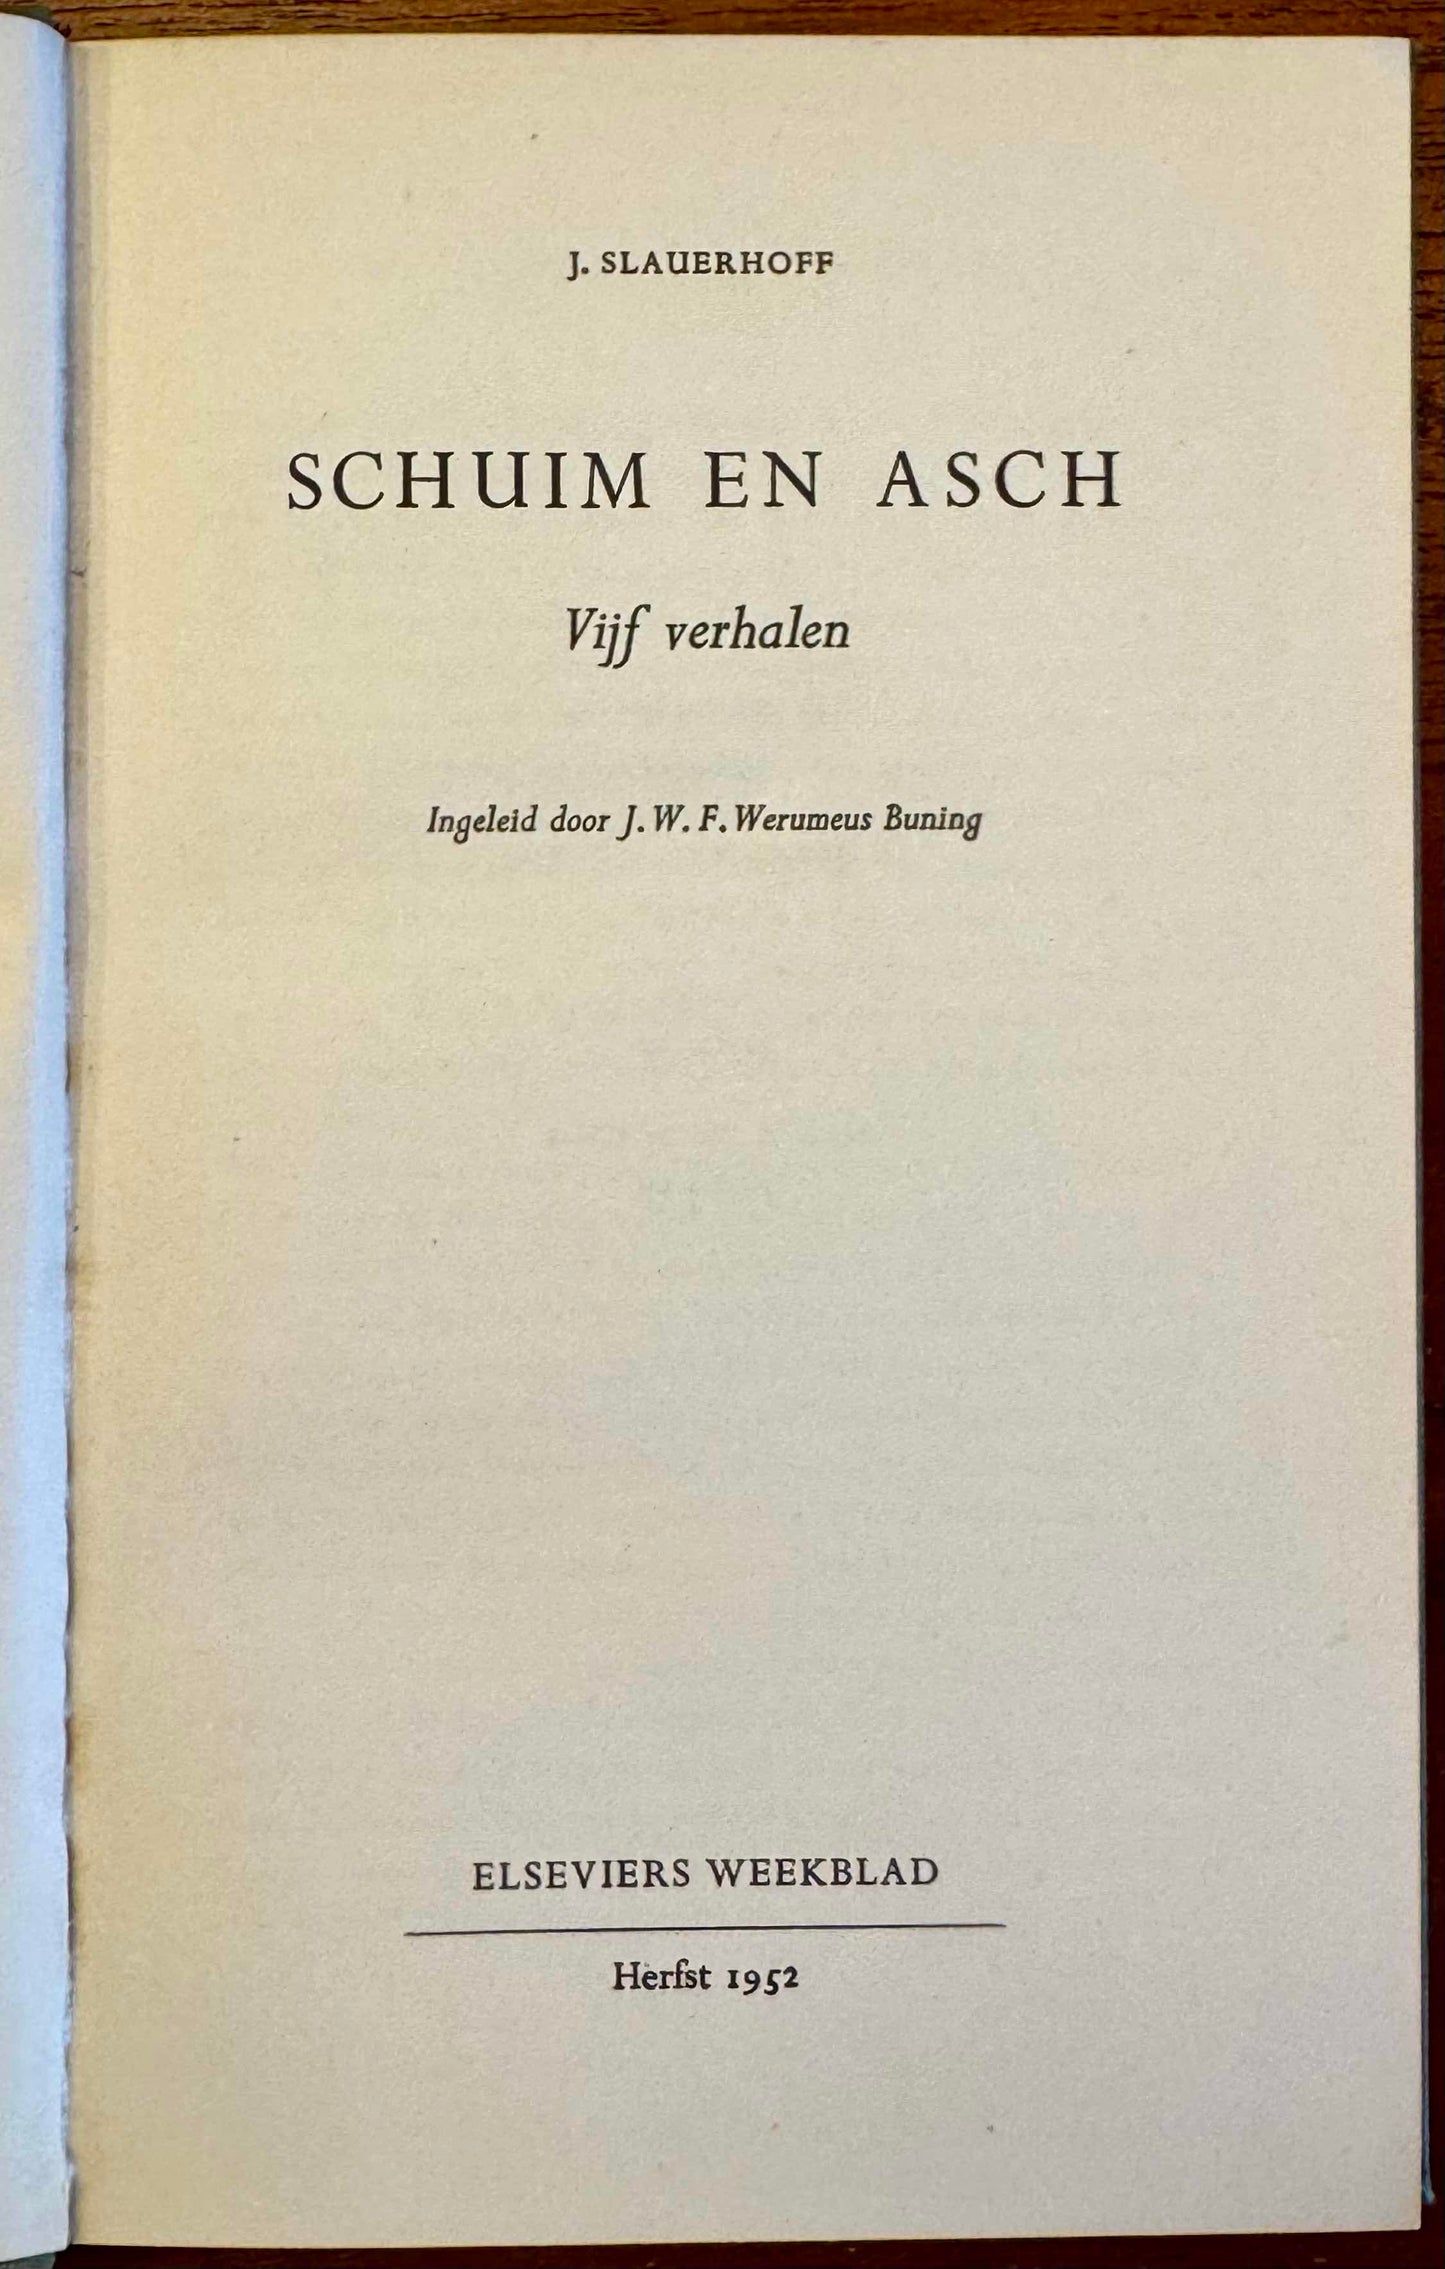 J. SLAUERHOFF
SCHUIM EN ASCH
Vijf verhalen
Ingeleid door J. W. F. Werumeus Buning
ELSEVIERS WEEKBLAD
Herfst 1952